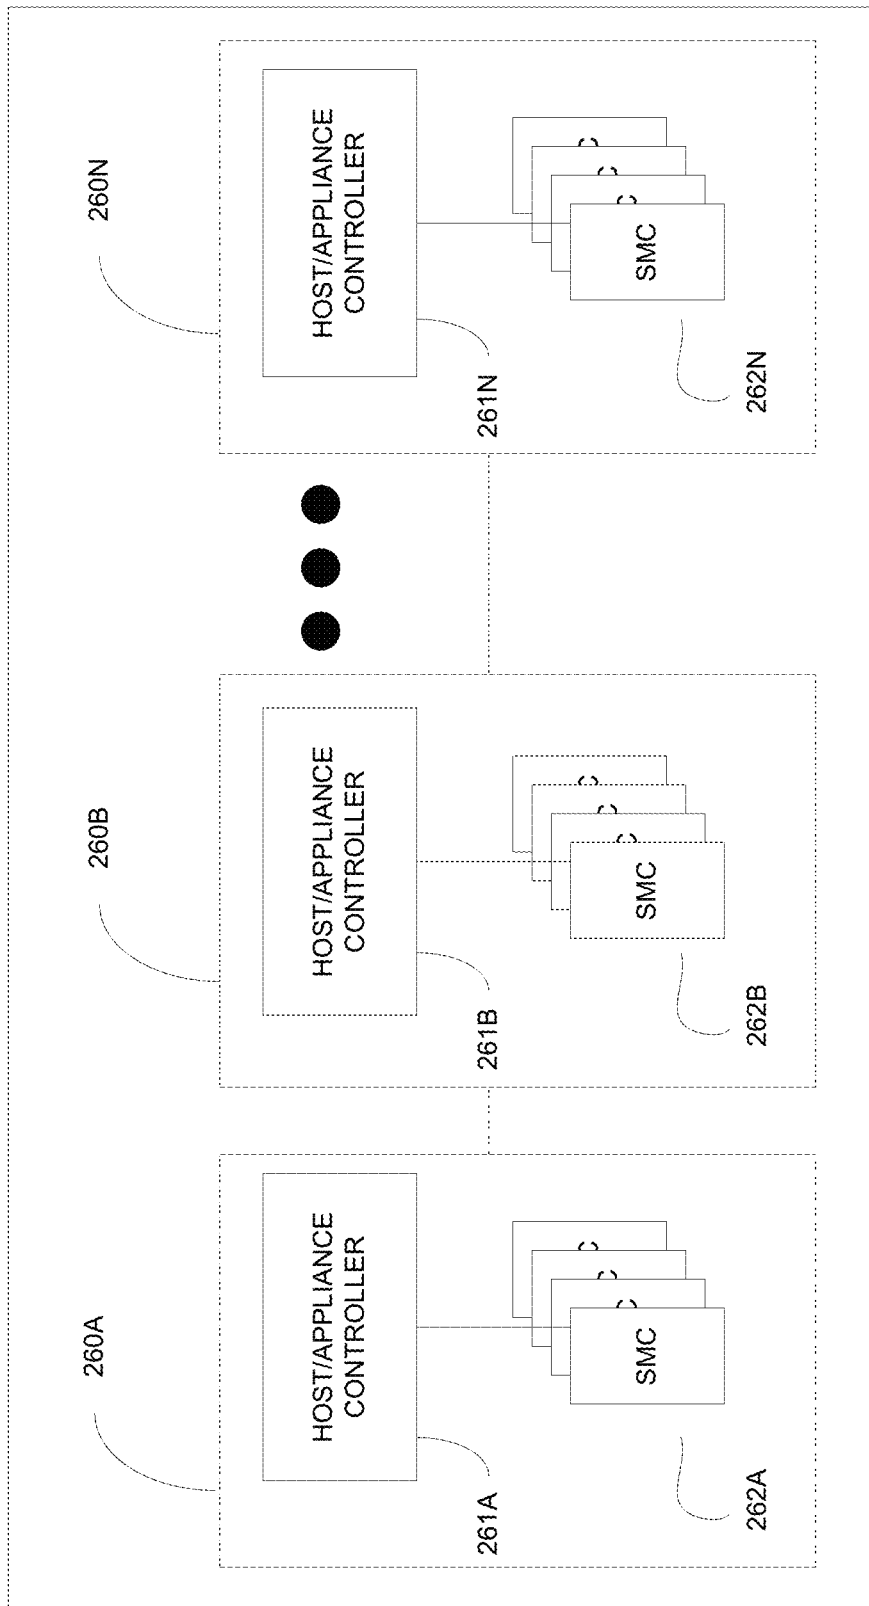 260A
HOST/APPLIANCE
CONTROLLER
261A
SMC
262A
260B
HOST/APPLIANCE
CONTROLLER
261B
SMC
262B
260N
HOST/APPLIANCE
CONTROLLER
261N
SMC
262N